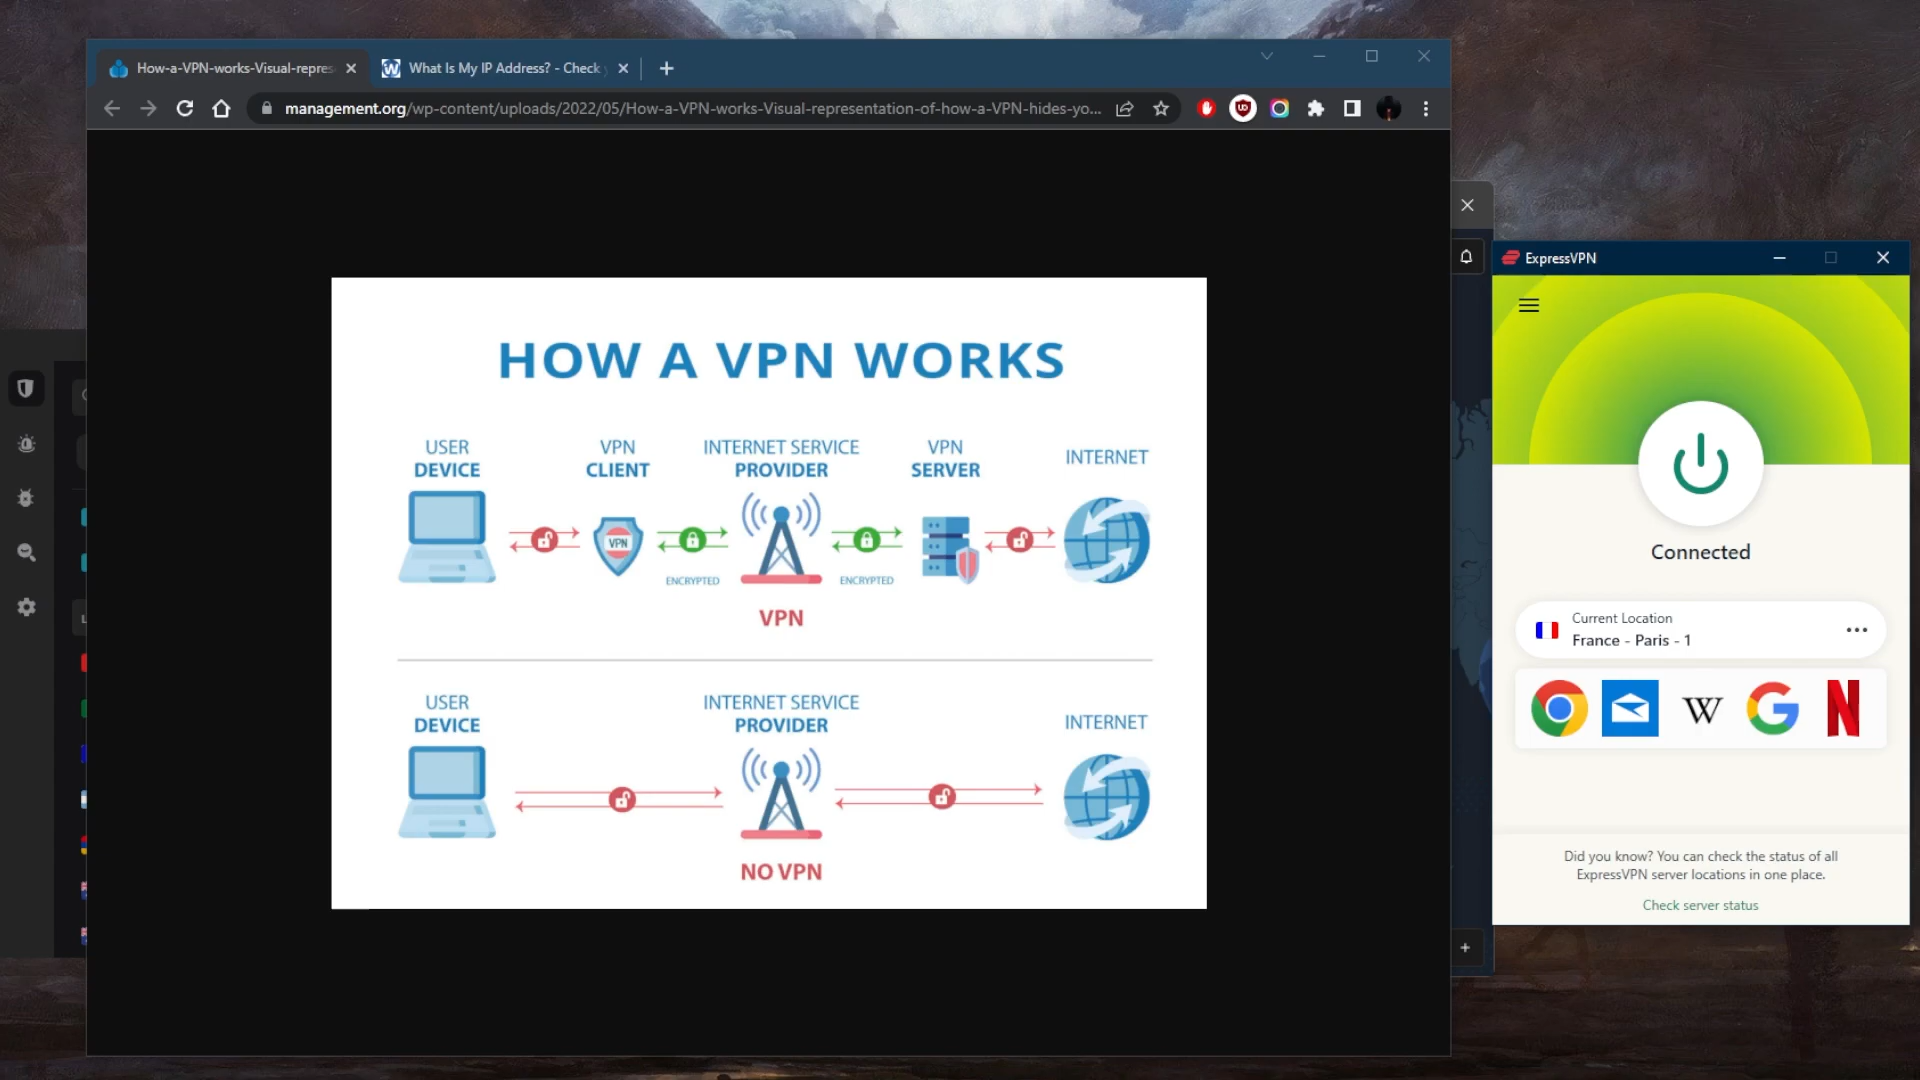 How-a-VPN-works-Visual-repres
What Is My IP Address? - Check
management.org/wp-content/uploads/2022/05/How-a-VPN-works-Visual-representation-of-how-a-VPN-hides-yo...
HOW A VPN WORKS
USER
DEVICE
VPN
CLIENT
INTERNET SERVICE
PROVIDER
VPN
SERVER
INTERNET
VPN
ENCRYPTED
ENCRYPTED
VPN
USER
DEVICE
INTERNET SERVICE
PROVIDER
INTERNET
NO VPN
ExpressVPN
Connected
Current Location
France - Paris - 1
W
G
N
Did you know? You can check the status of all
ExpressVPN server locations in one place.
Check server status